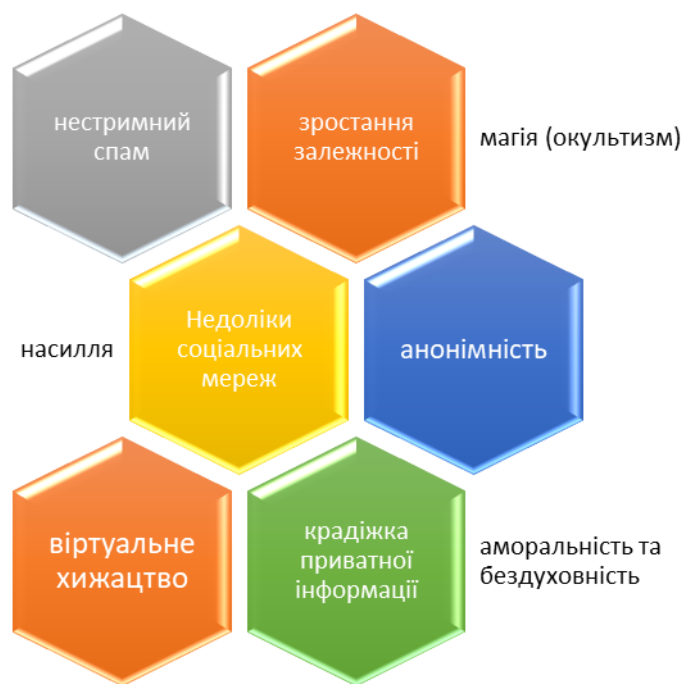 нестримний
спам
зростання
залежності
магія (окультизм)
насилля
Недоліки
соціальних
мереж
анонімність
віртуальне
хижацтво
крадіжка
приватної
інформації
аморальність та
бездуховність